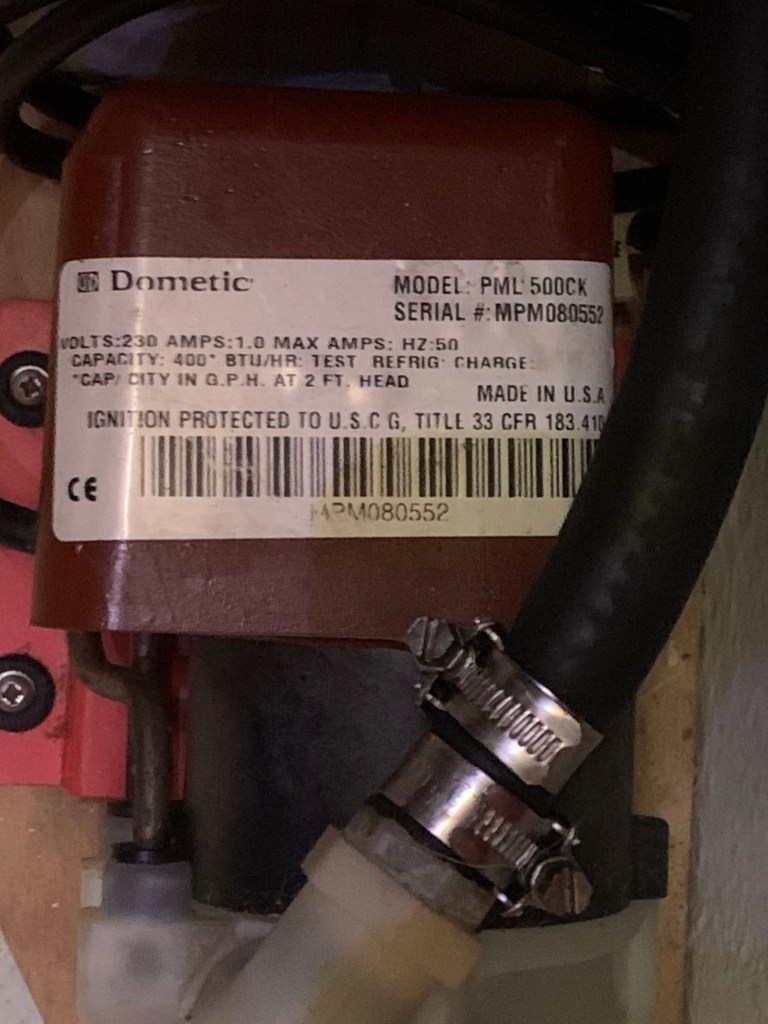 Dometic
MODEL: PML 500CK
SERIAL #: MPM080552
VOLTS:230 AMPS:1.0 MAX AMPS: HZ:50
CAPACITY: 400* BTU/HR: TEST REFRIG CHARGE:
*CAPACITY IN G.P.H. AT 2 FT. HEAD
MADE IN U.S.A
IGNITION PROTECTED TO U.S.C G, TITLE 33 CFR 183.410
CE
MPM080552